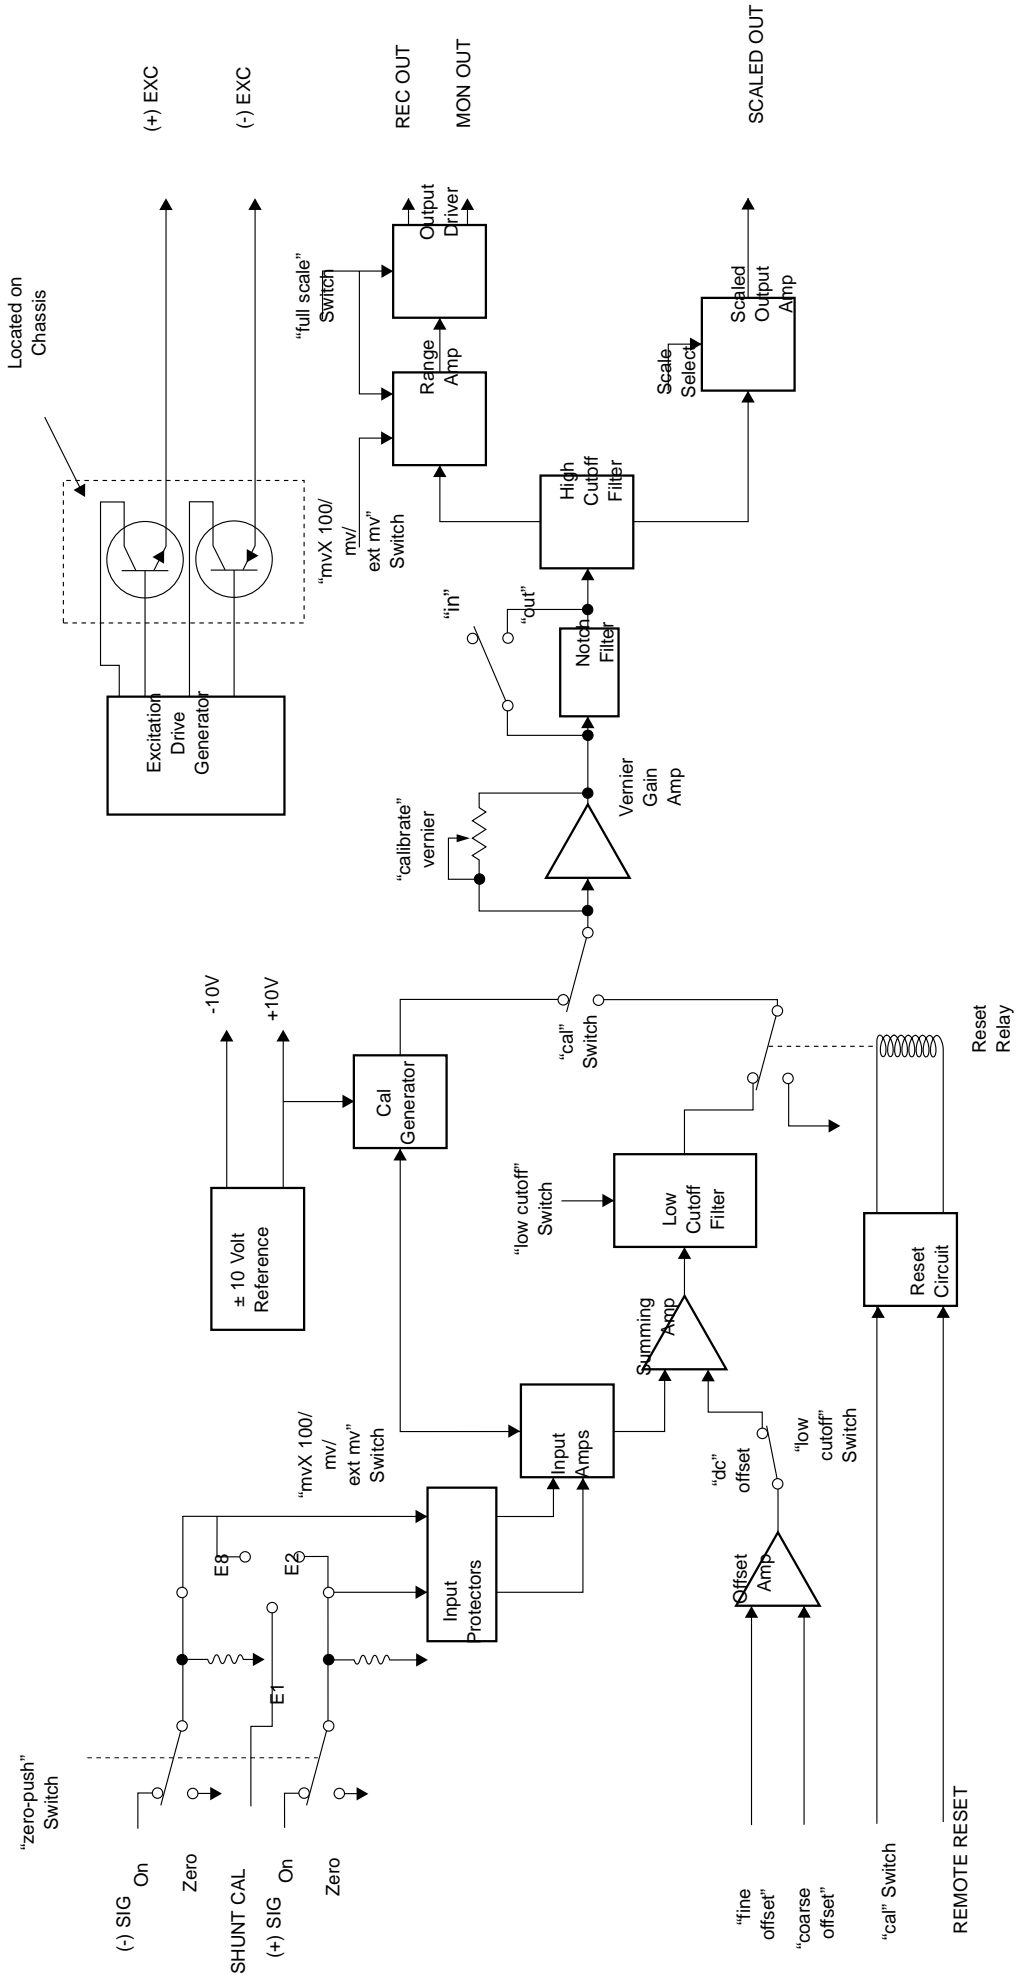 “zero-push”
Switch
(-) SIG
On
Zero
SHUNT CAL
(+) SIG
On
Zero
E1
E8
E2
Input
Protectors
“mvX 100/
mv/
ext mv”
Switch
Input
Amps
± 10 Volt
Reference
-10V
+10V
Cal
Generator
“fine
offset”
“coarse
offset”
Offset
Amp
“dc”
offset
“low
cutoff”
Switch
Summing
Amp
“low cutoff”
Switch
Low
Cutoff
Filter
“cal” Switch
REMOTE RESET
Reset
Circuit
Reset
Relay
“cal”
Switch
“calibrate”
vernier
Vernier
Gain
Amp
“in”
“out”
Notch
Filter
High
Cutoff
Filter
Excitation
Drive
Generator
Located on
Chassis
“mvX 100/
mv/
ext mv”
Switch
“full scale”
Switch
Range
Amp
Output
Driver
Scale
Select
Scaled
Output
Amp
(+) EXC
(-) EXC
REC OUT
MON OUT
SCALED OUT